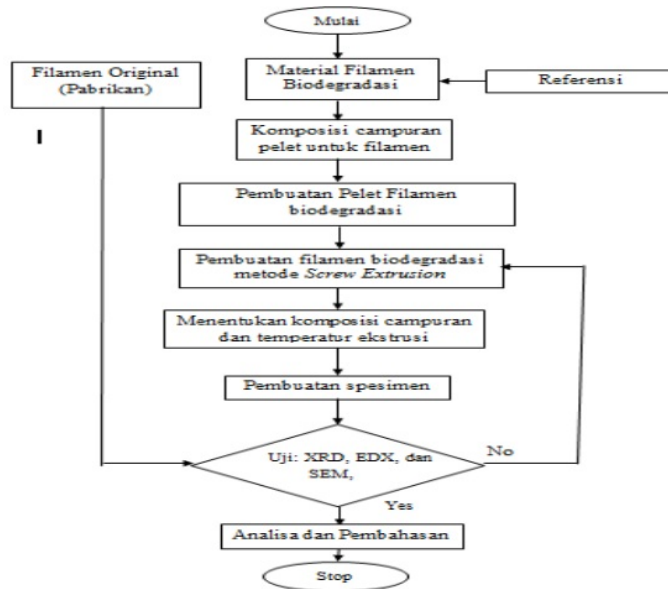 Mulai
Filamen Original
(Pabrikan)
Material Filamen
Biodegradasi
Referensi
Komposisi campuran
pelet untuk filamen
Pembuatan Pelet Filamen
biodegradasi
Pembuatan filamen biodegradasi
metode Screw Extrusion
Menentukan komposisi campuran
dan temperatur ekstrusi
Pembuatan spesimen
Uji: XRD, EDX, dan
SEM,
No
Yes
Analisa dan Pembahasan
Stop